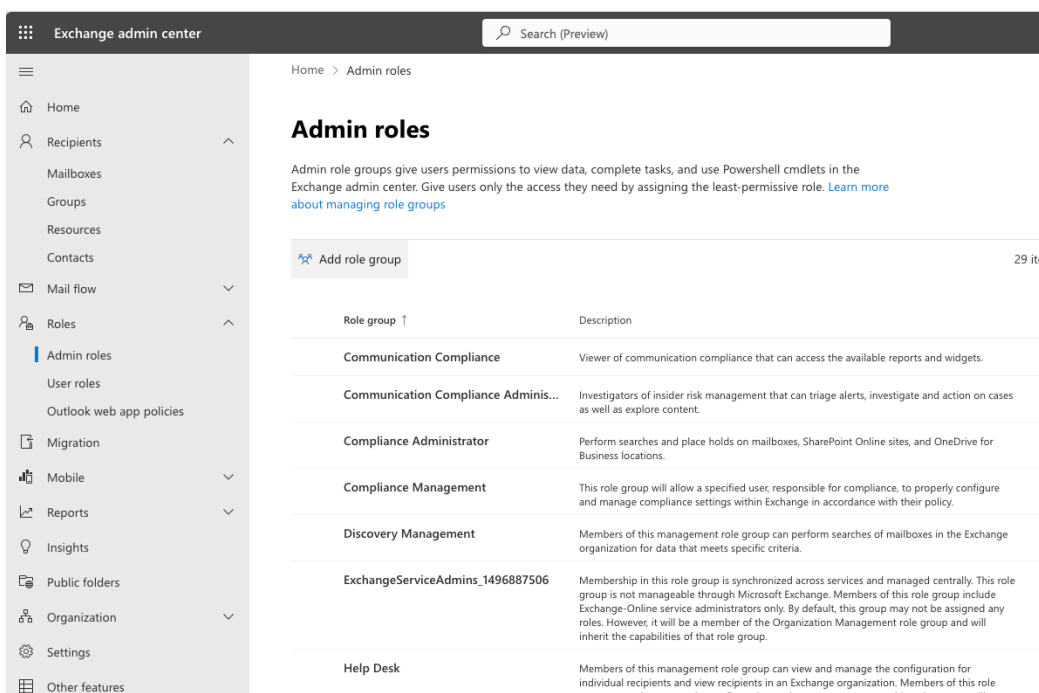 Exchange admin center
Search (Preview)
Home
Recipients
Mailboxes
Groups
Resources
Contacts
Mail flow
Roles
Admin roles
User roles
Outlook web app policies
Migration
Mobile
Reports
Insights
Public folders
Organization
Settings
Other features
Home > Admin roles
Admin roles
Admin role groups give users permissions to view data, complete tasks, and use Powershell cmdlets in the
Exchange admin center. Give users only the access they need by assigning the least-permissive role. Learn more
about managing role groups
Add role group
29
Role group ↑ Description
Communication Compliance Viewer of communication compliance that can access the available reports and widgets.
Communication Compliance Adminis... Investigators of insider risk management that can triage alerts, investigate and action on cases
as well as explore content.
Compliance Administrator Perform searches and place holds on mailboxes, SharePoint Online sites, and OneDrive for
Business locations.
Compliance Management This role group will allow a specified user, responsible for compliance, to properly configure
and manage compliance settings within Exchange in accordance with their policy.
Discovery Management Members of this management role group can perform searches of mailboxes in the Exchange
organization for data that meets specific criteria.
ExchangeServiceAdmins_1496887506 Membership in this role group is synchronized across services and managed centrally. This role
group is not manageable through Microsoft Exchange. Members of this role group include
Exchange-Online service administrators only. By default, this group may not be assigned any
roles. However, it will be a member of the Organization Management role group and will
inherit the capabilities of that role group.
Help Desk Members of this management role group can view and manage the configuration for
individual recipients and view recipients in an Exchange organization. Members of this role